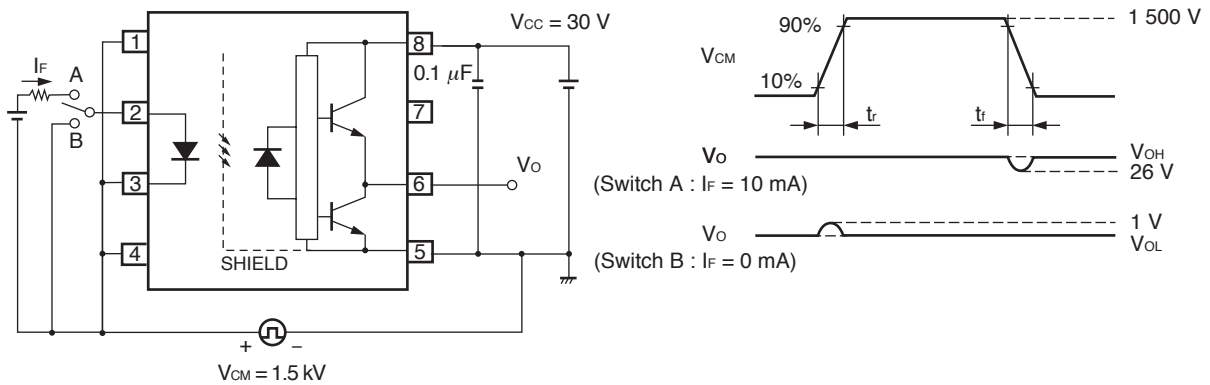 1
2
3
4
8
7
6
5
IF
A
B
SHIELD
VCC = 30 V
0.1 μF
VO
+
−
VCM = 1.5 kV
VCM
90%
10%
tr
tf
1 500 V
VO
(Switch A : IF = 10 mA)
VOH
26 V
VO
(Switch B : IF = 0 mA)
1 V
VOL